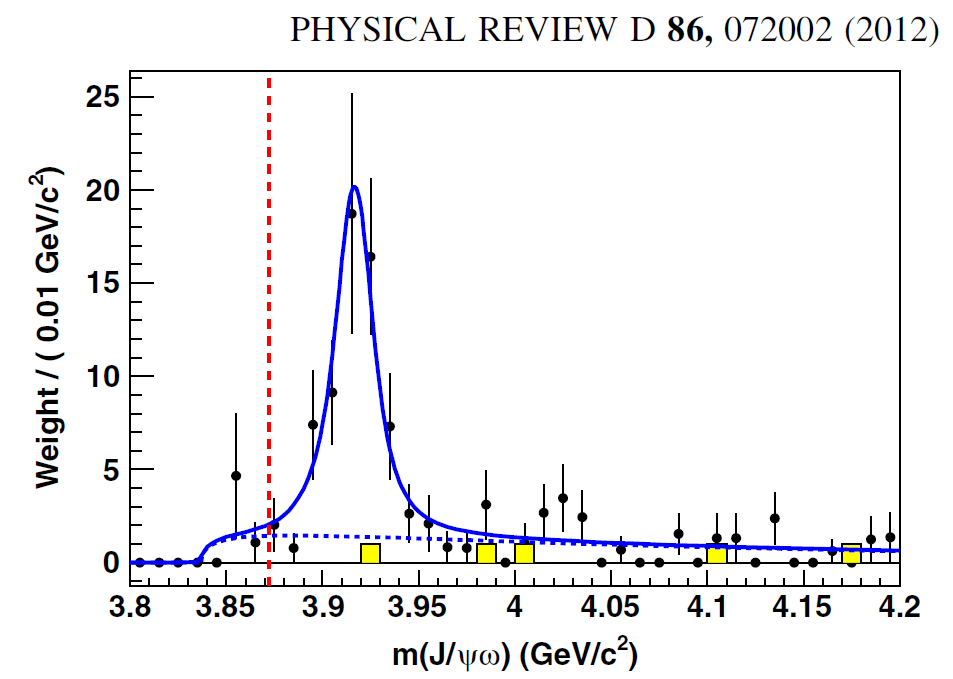 PHYSICAL REVIEW D 86, 072002 (2012)
Weight / ( 0.01 GeV/c²)
25
20
15
10
5
0
3.8 3.85 3.9 3.95 4 4.05 4.1 4.15 4.2
m(J/ψω) (GeV/c²)